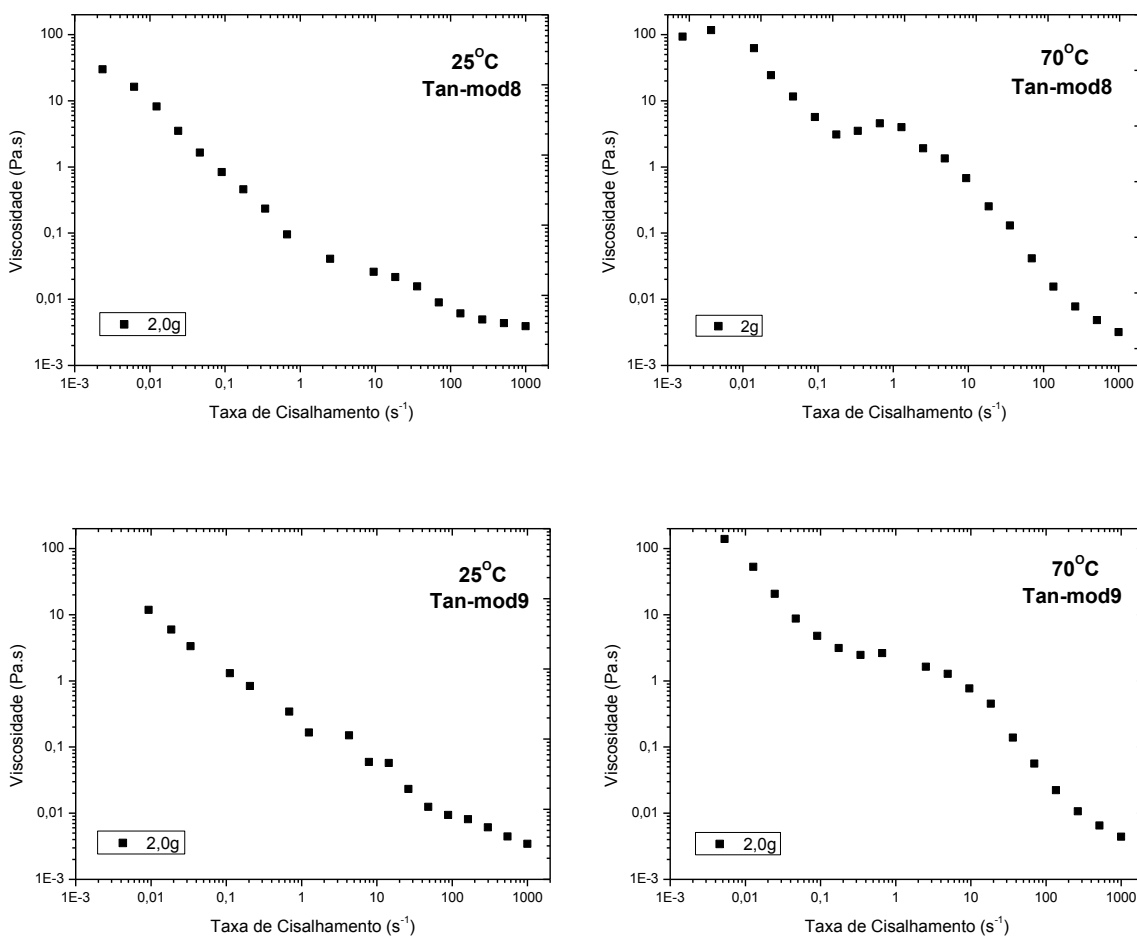 100
10
1
0,1
0,01
1E-3
Viscosidade (Pa.s)
25°C
Tan-mod8
2,0g
1E-3 0,01 0,1 1 10 100 1000
Taxa de Cisalhamento (s⁻¹)
100
10
1
0,1
0,01
1E-3
Viscosidade (Pa.s)
70°C
Tan-mod8
2g
1E-3 0,01 0,1 1 10 100 1000
Taxa de Cisalhamento (s⁻¹)
100
10
1
0,1
0,01
1E-3
Viscosidade (Pa.s)
25°C
Tan-mod9
2,0g
1E-3 0,01 0,1 1 10 100 1000
Taxa de Cisalhamento (s⁻¹)
100
10
1
0,1
0,01
1E-3
Viscosidade (Pa.s)
70°C
Tan-mod9
2,0g
1E-3 0,01 0,1 1 10 100 1000
Taxa de Cisalhamento (s⁻¹)